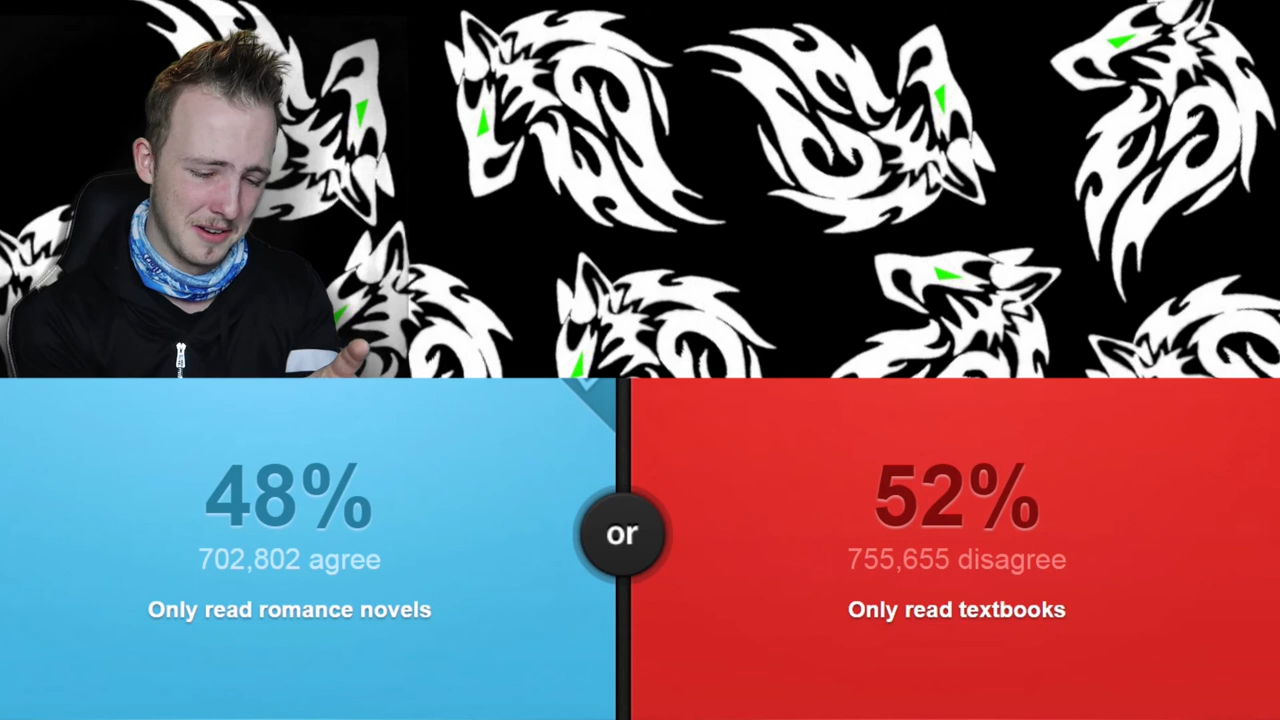 48%
702,802 agree
Only read romance novels
or
52%
755,655 disagree
Only read textbooks